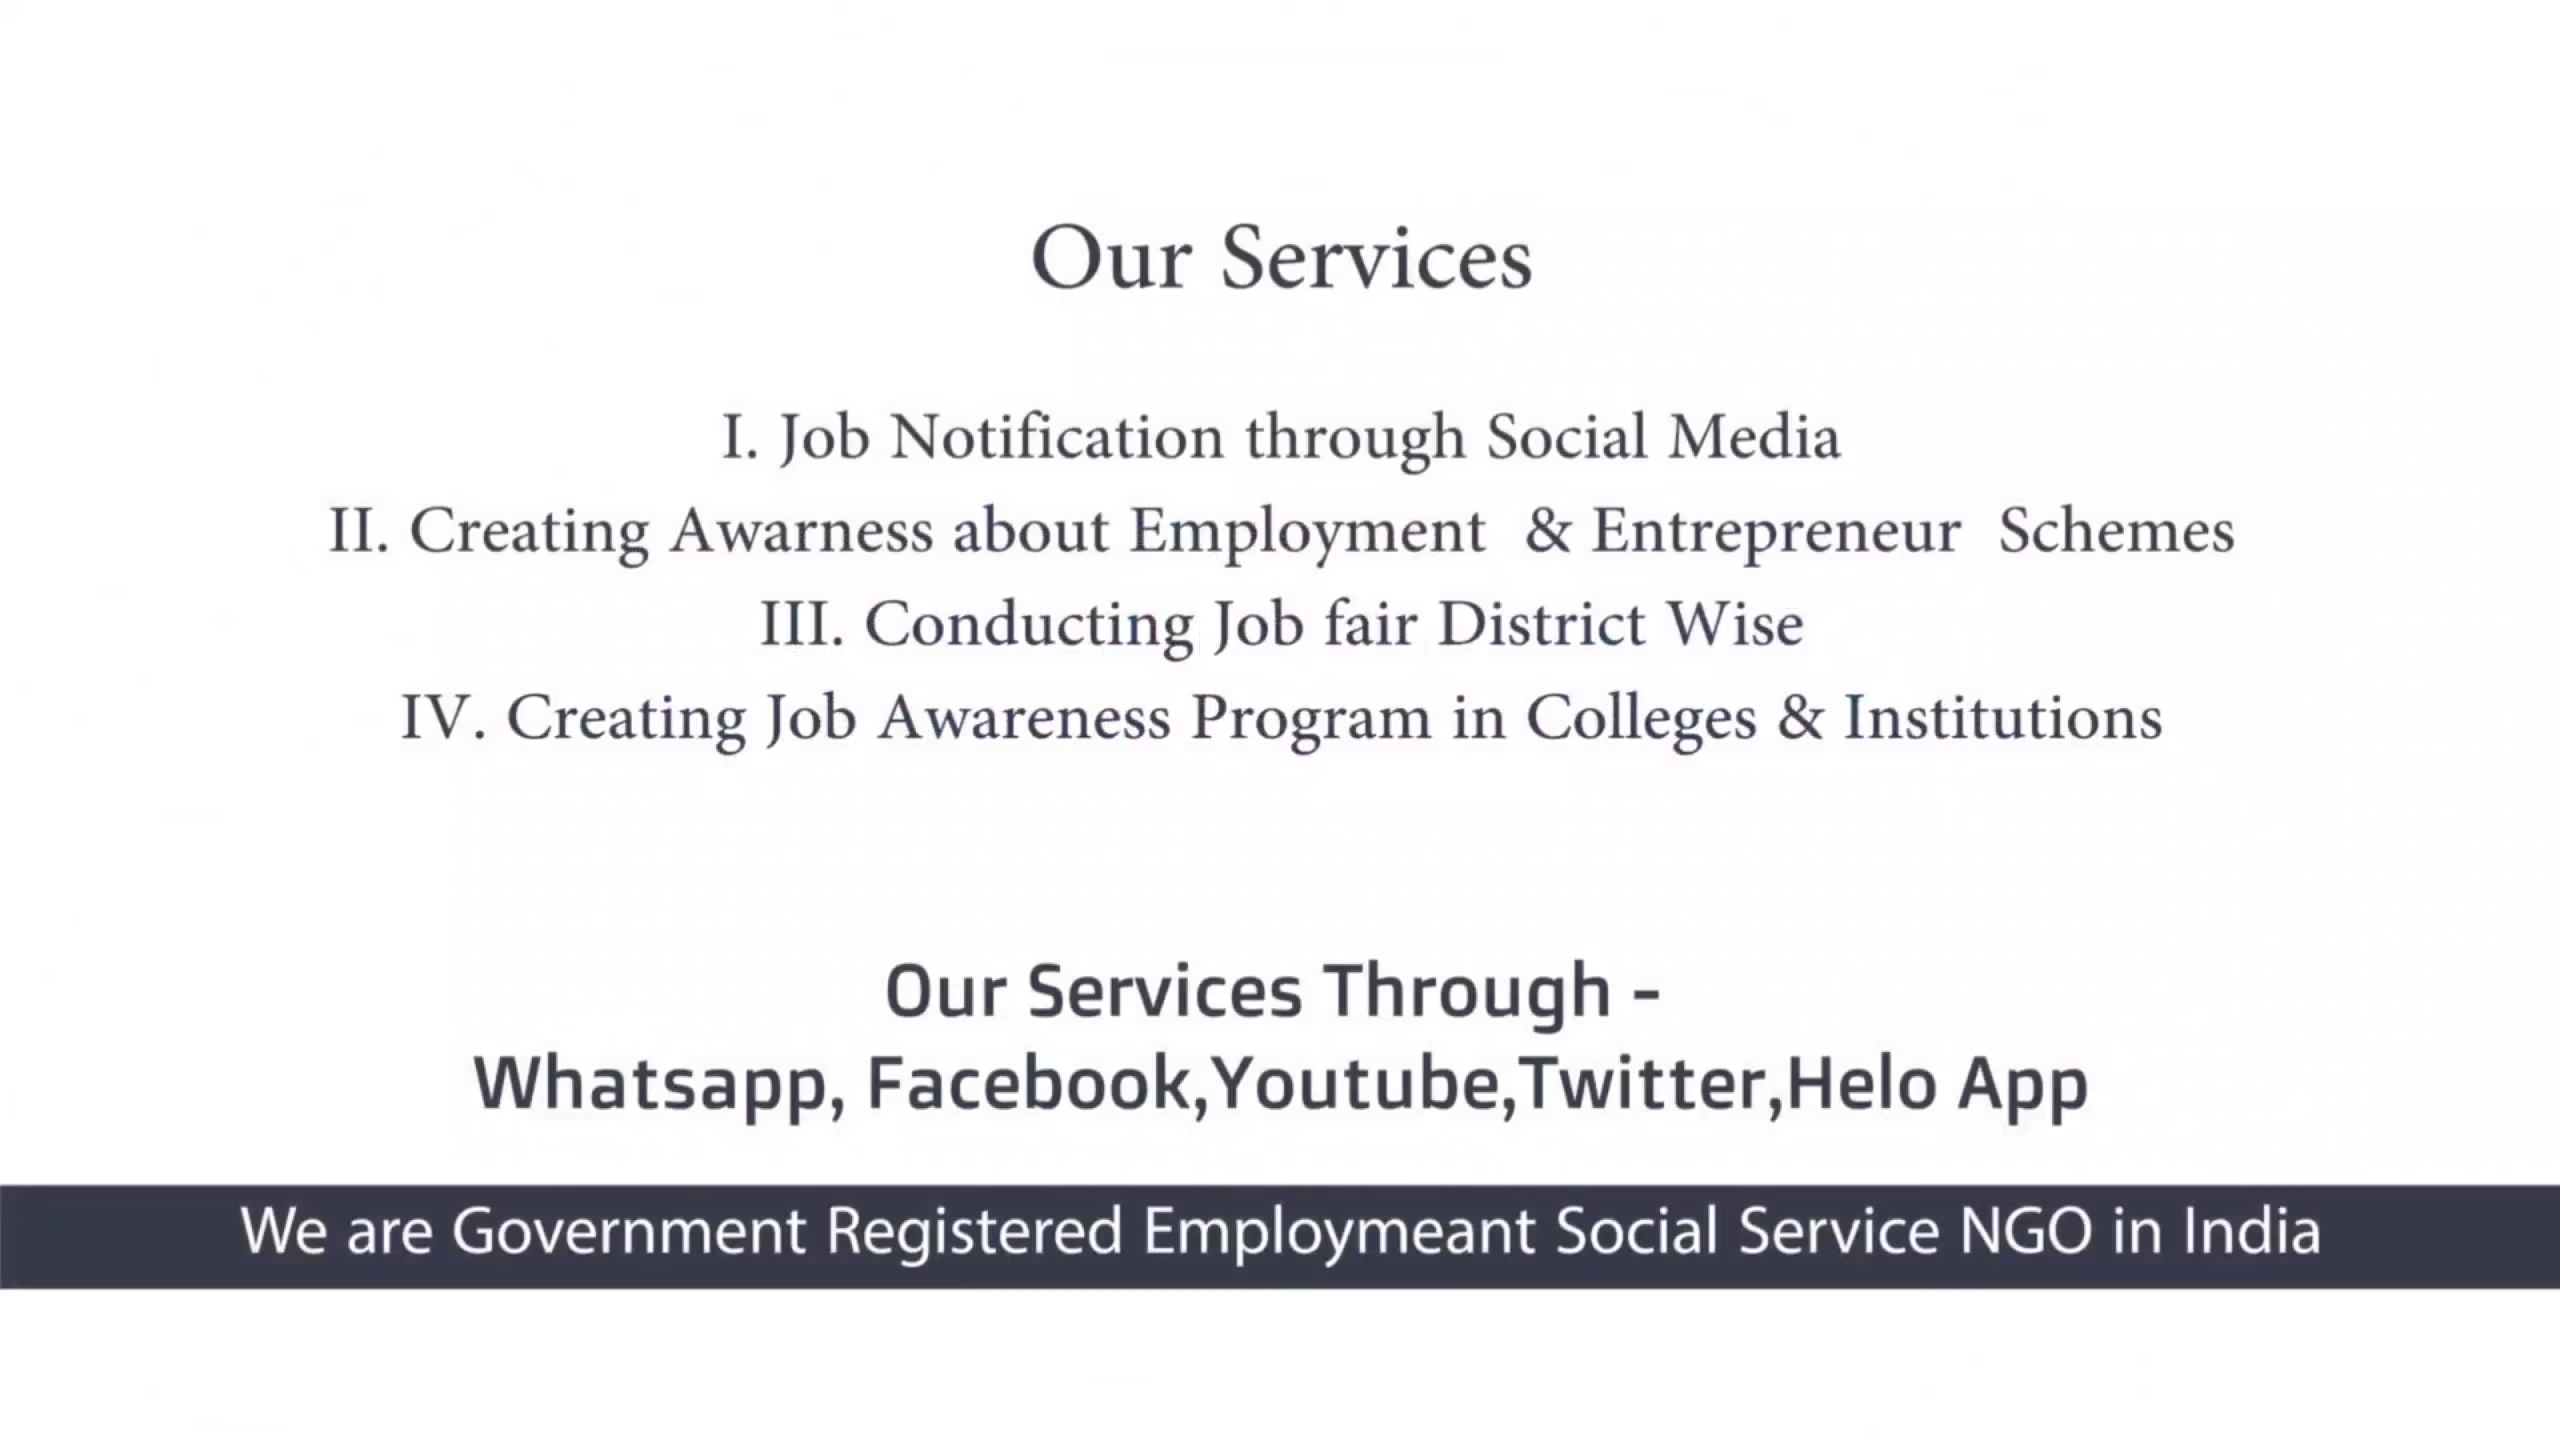 Our Services
I. Job Notification through Social Media
II. Creating Awarness about Employment & Entrepreneur Schemes
III. Conducting Job fair District Wise
IV. Creating Job Awareness Program in Colleges & Institutions
Our Services Through -
Whatsapp, Facebook,Youtube,Twitter,Helo App
We are Government Registered Employmeant Social Service NGO in India